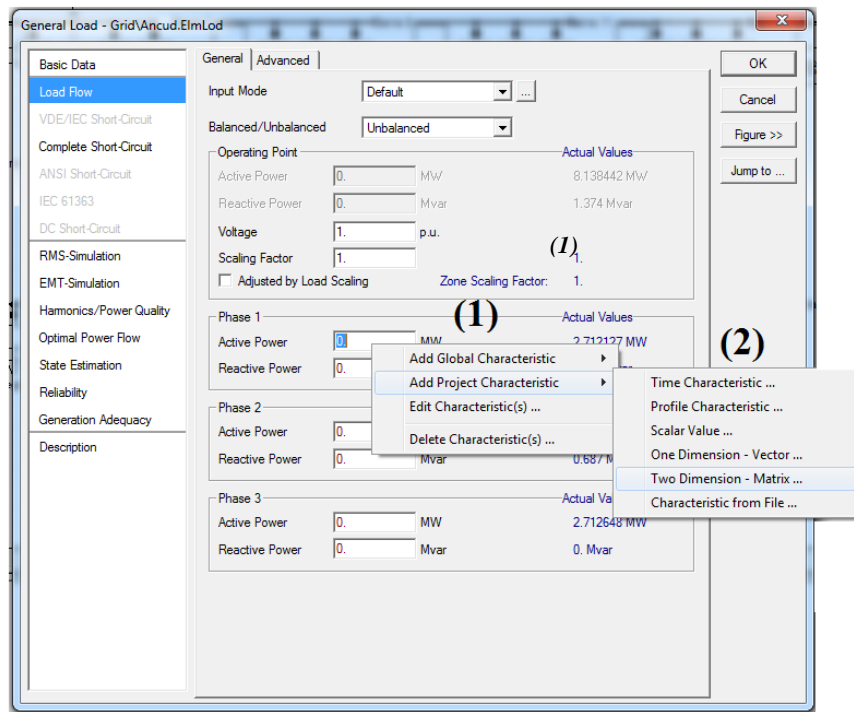 General Load - Grid\Ancud.ElmLod
Basic Data
Load Flow
VDE/IEC Short-Circuit
Complete Short-Circuit
ANSI Short-Circuit
IEC 61363
DC Short-Circuit
RMS-Simulation
EMT-Simulation
Harmonics/Power Quality
Optimal Power Flow
State Estimation
Reliability
Generation Adequacy
Description
General Advanced
Input Mode Default ...
Balanced/Unbalanced Unbalanced
Operating Point Actual Values
Active Power 0. MW 8.138442 MW
Reactive Power 0. Mvar 1.374 Mvar
Voltage 1. p.u.
(1)
Scaling Factor 1. 1.
Adjusted by Load Scaling Zone Scaling Factor: 1.
(1)
Phase 1 Actual Values
Active Power 0. MW 2.712127 MW
Reactive Power 0.
Phase 2
Active Power 0.
Reactive Power 0. Mvar 0.687 M
Phase 3 Actual Va
Active Power 0. MW 2.712648 MW
Reactive Power 0. Mvar 0. Mvar
Add Global Characteristic
Add Project Characteristic
Edit Characteristic(s) ...
Delete Characteristic(s) ...
(2)
Time Characteristic ...
Profile Characteristic ...
Scalar Value ...
One Dimension - Vector ...
Two Dimension - Matrix ...
Characteristic from File ...
OK
Cancel
Figure >>
Jump to ...